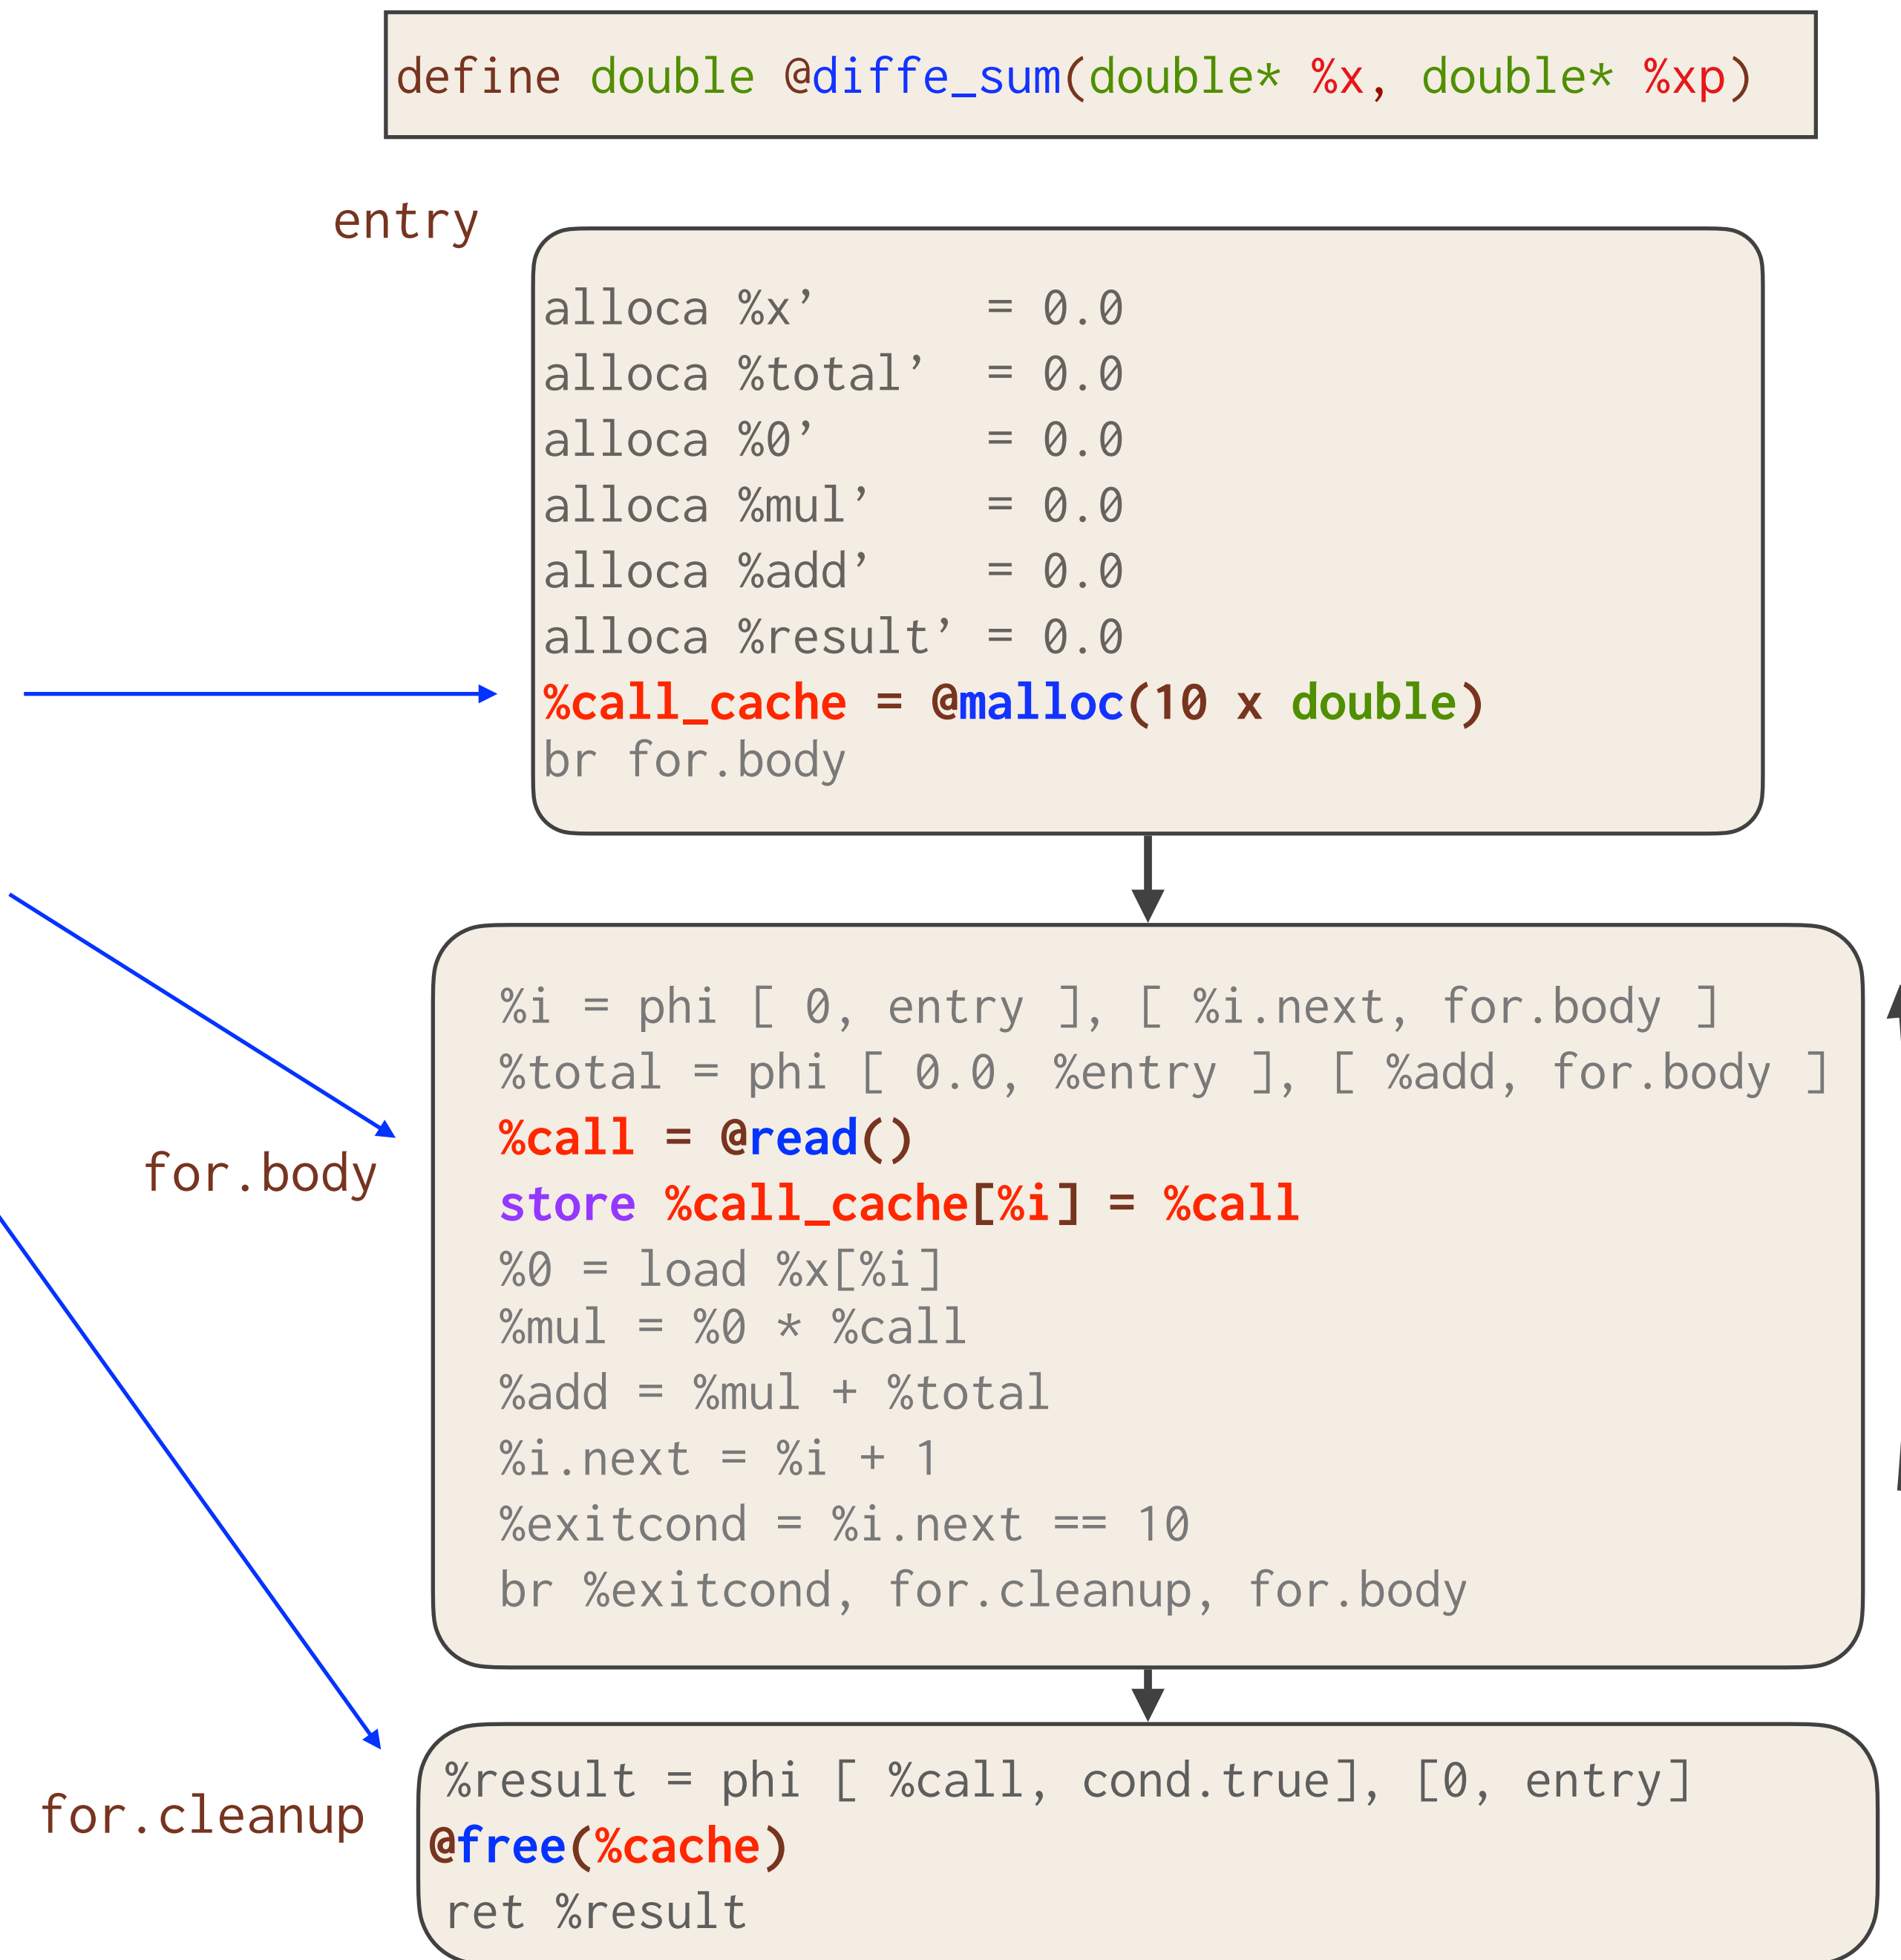 define double @diffe_sum(double* %x, double* %xp)
entry
alloca %x’     = 0.0
alloca %total’ = 0.0
alloca %0’     = 0.0
alloca %mul’   = 0.0
alloca %add’   = 0.0
alloca %result’ = 0.0
%call_cache = @malloc(10 x double)
br for.body
for.body
%i = phi [ 0, entry ], [ %i.next, for.body ]
%total = phi [ 0.0, %entry ], [ %add, for.body ]
%call = @read()
store %call_cache[%i] = %call
%0 = load %x[%i]
%mul = %0 * %call
%add = %mul + %total
%i.next = %i + 1
%exitcond = %i.next == 10
br %exitcond, for.cleanup, for.body
for.cleanup
%result = phi [ %call, cond.true], [0, entry]
@free(%cache)
ret %result